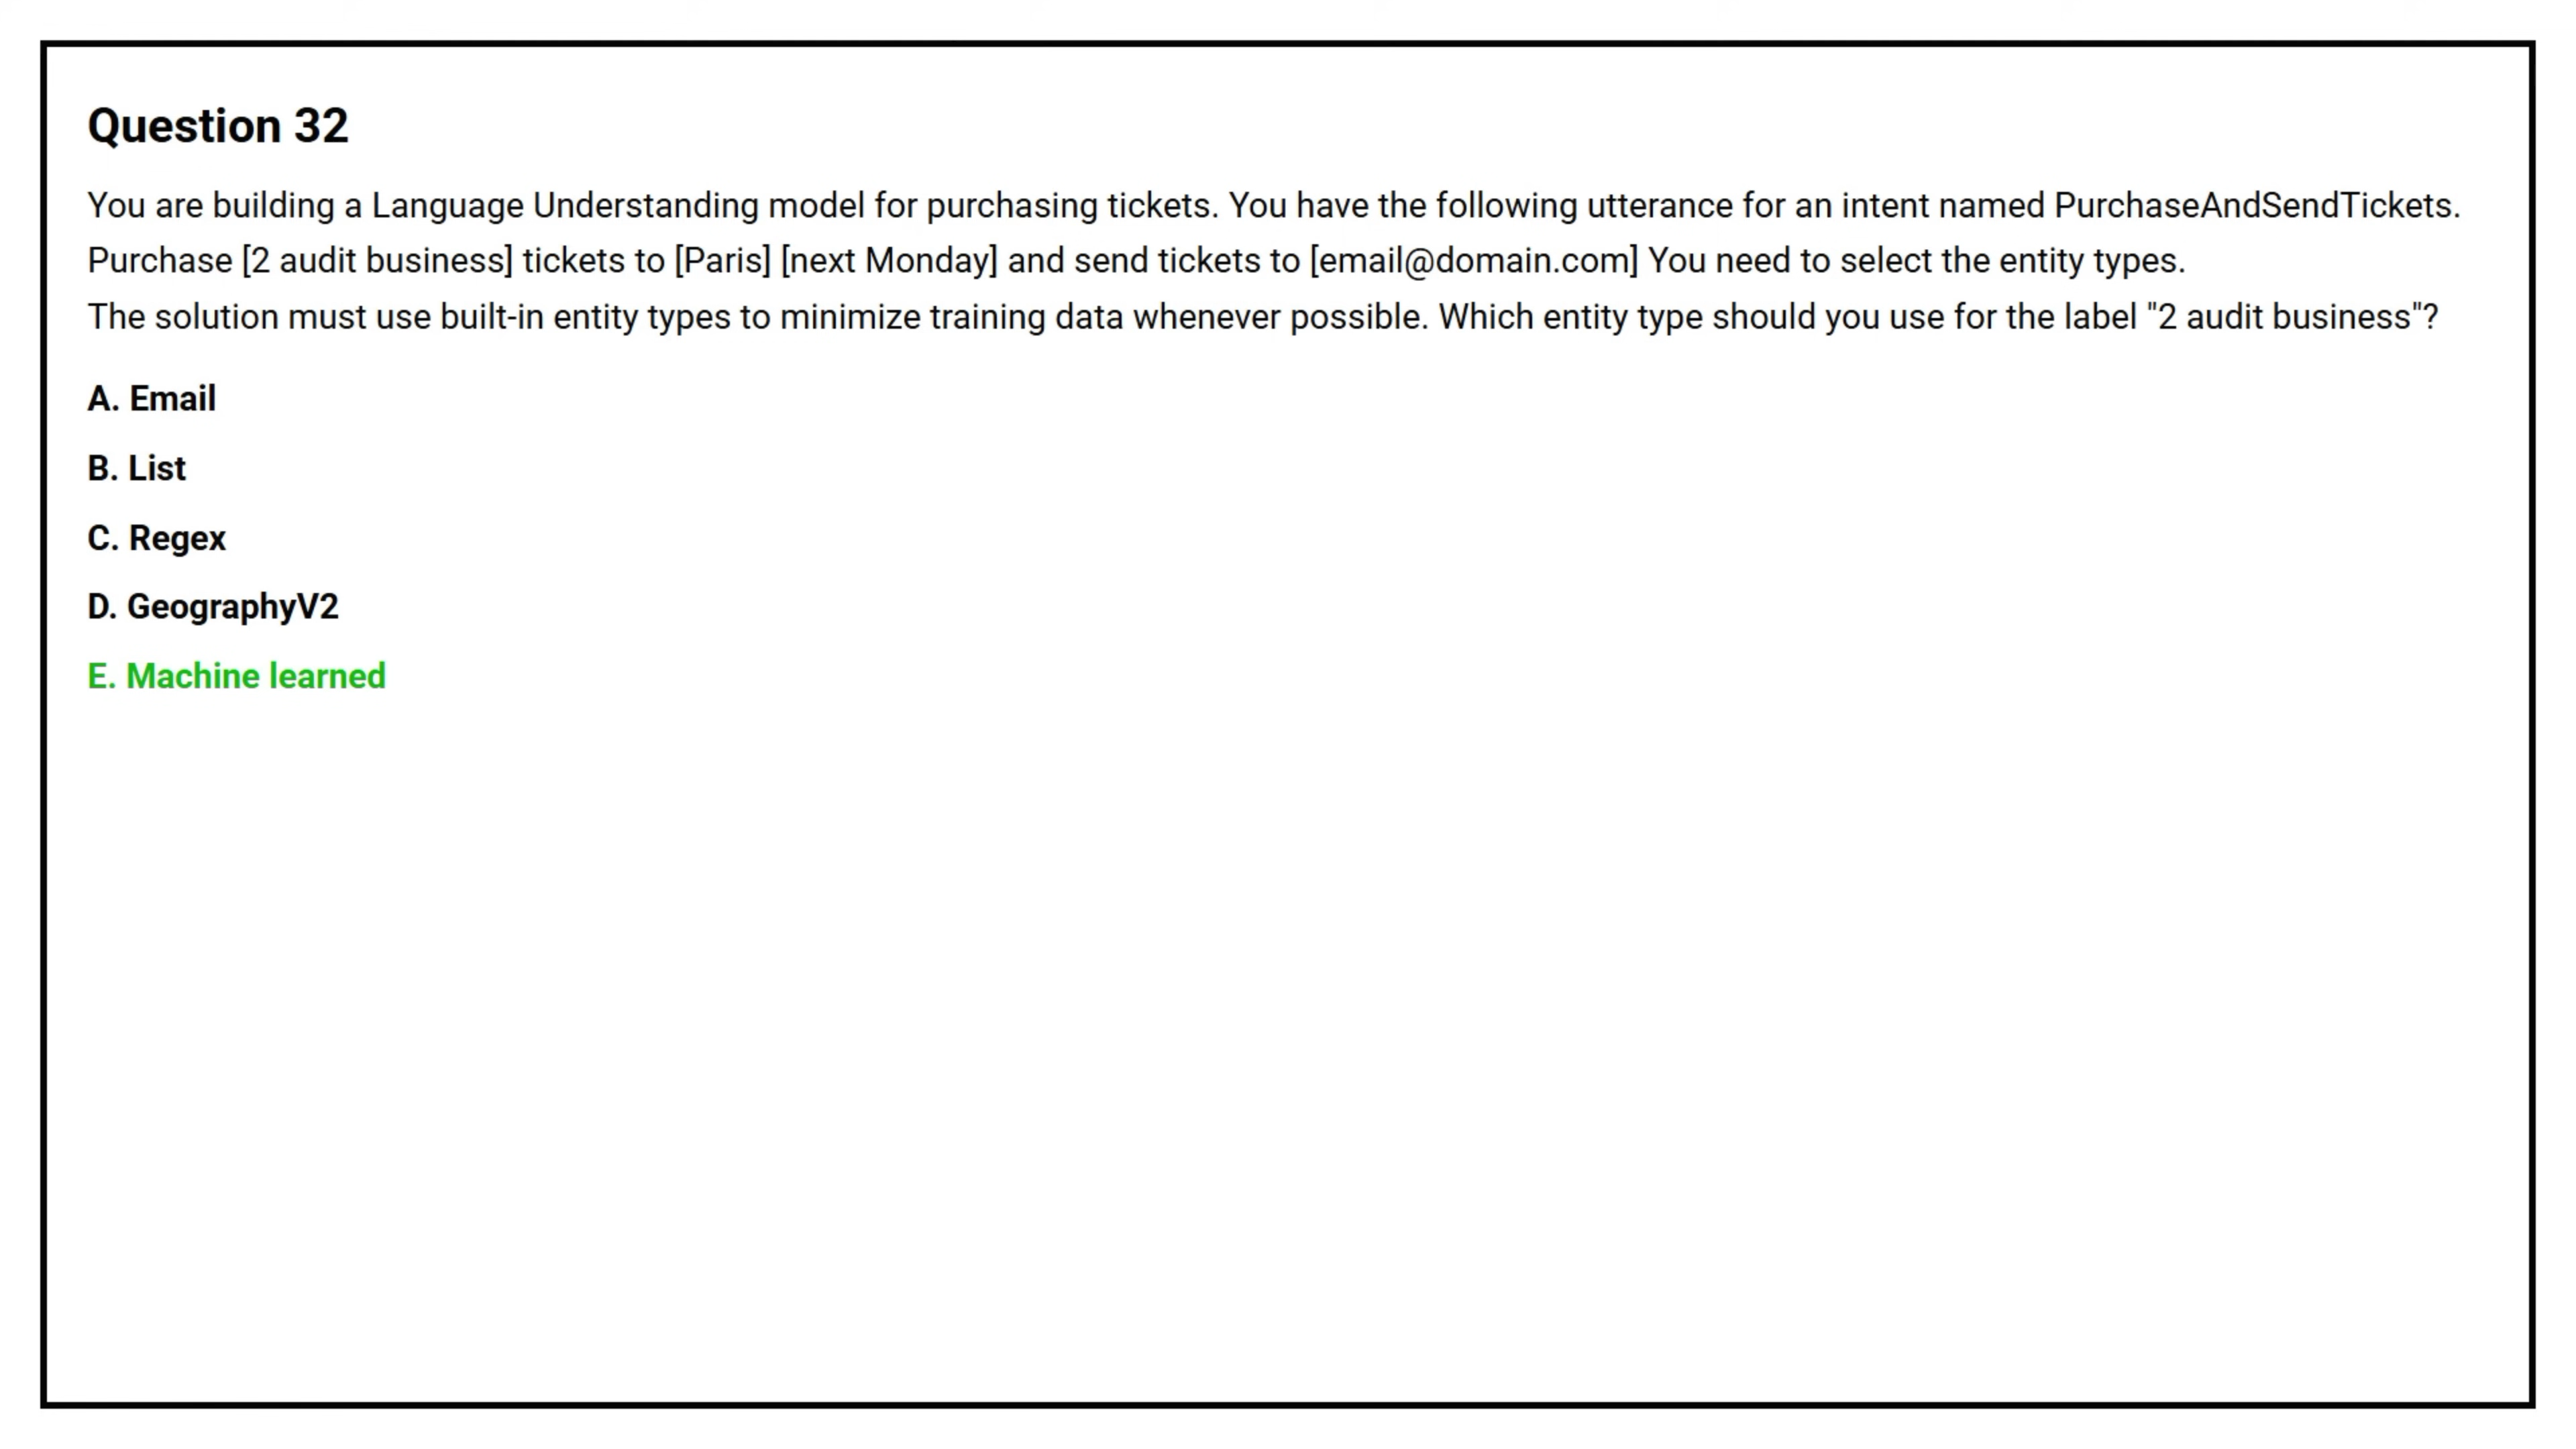 Question 32
You are building a Language Understanding model for purchasing tickets. You have the following utterance for an intent named PurchaseAndSendTickets.
Purchase [2 audit business] tickets to [Paris] [next Monday] and send tickets to [email@domain.com] You need to select the entity types.
The solution must use built-in entity types to minimize training data whenever possible. Which entity type should you use for the label "2 audit business"?
A. Email
B. List
C. Regex
D. GeographyV2
E. Machine learned